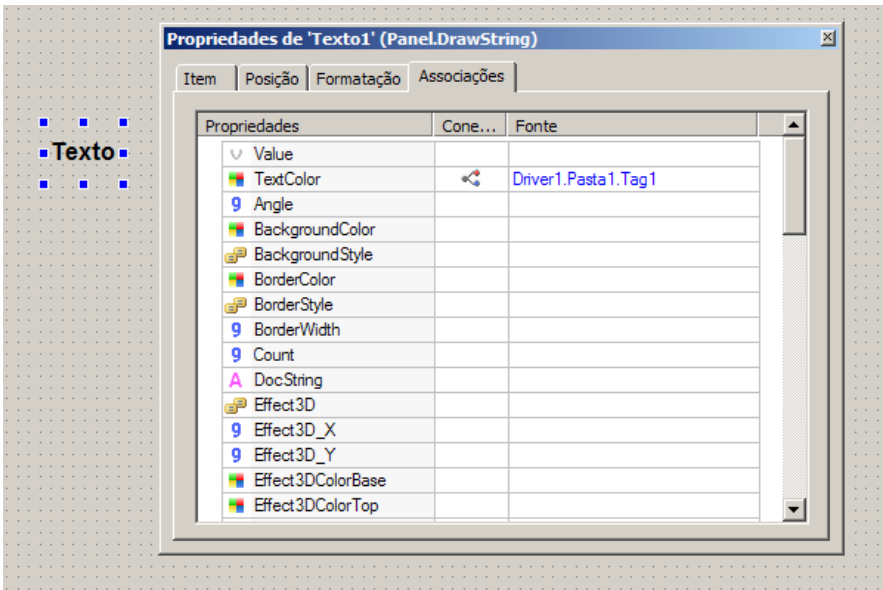 Propriedades de 'Texto1' (Panel.DrawString)
Item Posição Formatação Associações
Propriedades Cone... Fonte
Texto
Value
TextColor Driver1.Pasta1.Tag1
Angle
BackgroundColor
BackgroundStyle
BorderColor
BorderStyle
BorderWidth
Count
DocString
Effect3D
Effect3D_X
Effect3D_Y
Effect3DColorBase
Effect3DColorTop